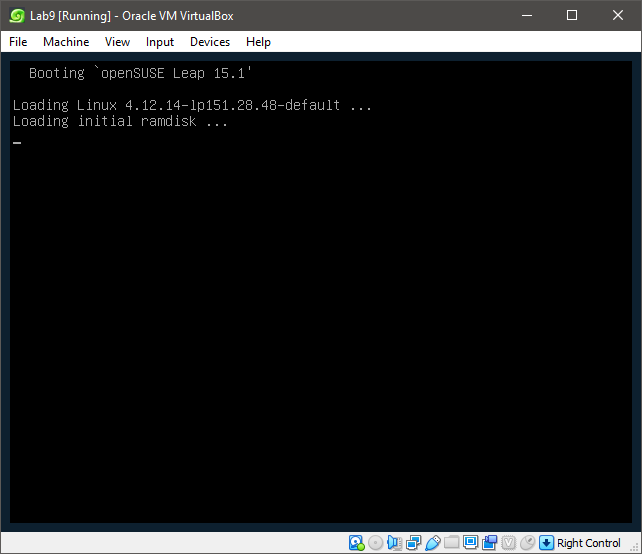 Lab9 [Running] - Oracle VM VirtualBox
File Machine View Input Devices Help
Booting `openSUSE Leap 15.1'
Loading Linux 4.12.14-lp151.28.48-default ...
Loading initial ramdisk ...
Right Control